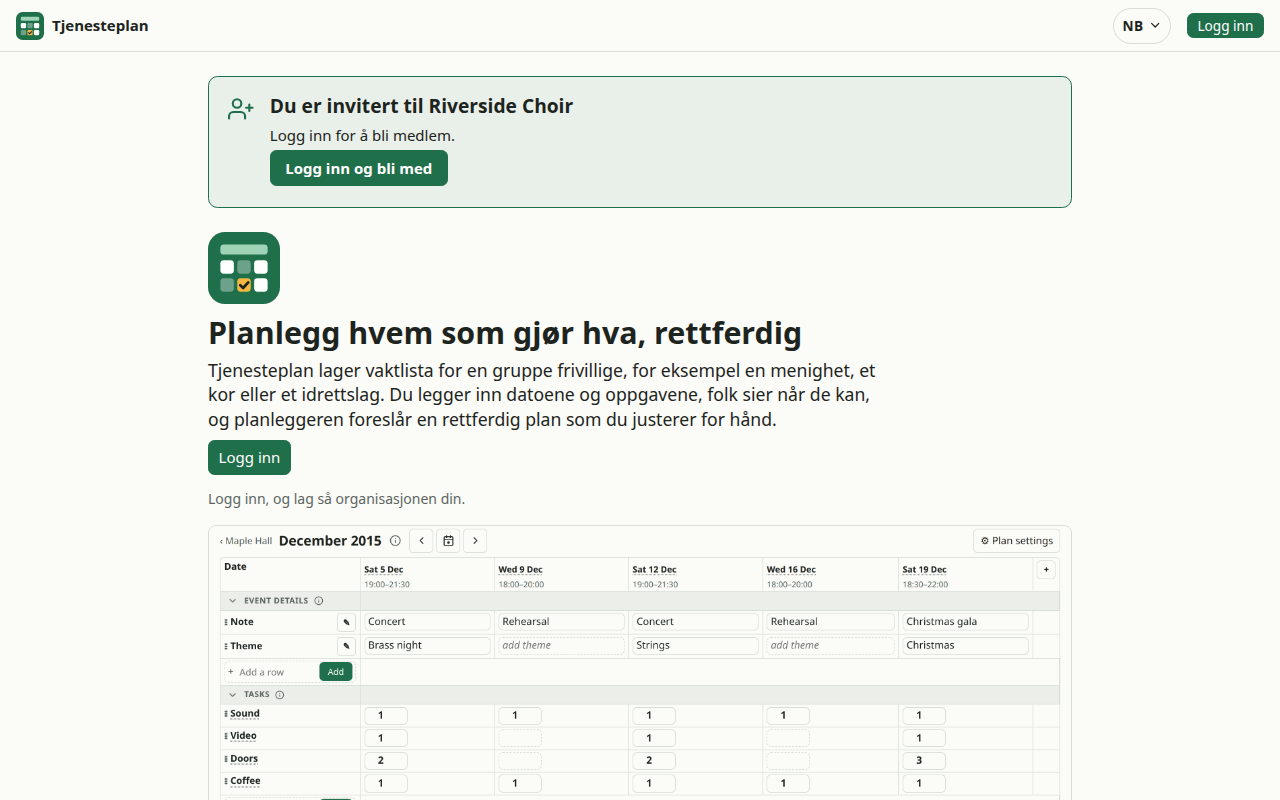 Tjenesteplan
NB
Logg inn
Du er invitert til Riverside Choir
Logg inn for å bli medlem.
Logg inn og bli med
Planlegg hvem som gjør hva, rettferdig
Tjenesteplan lager vaktlista for en gruppe frivillige, for eksempel en menighet, et
kor eller et idrettslag. Du legger inn datoene og oppgavene, folk sier når de kan,
og planleggeren foreslår en rettferdig plan som du justerer for hånd.
Logg inn
Logg inn, og lag så organisasjonen din.
‹ Maple Hall December 2015
Plan settings
Date Sat 5 Dec Wed 9 Dec Sat 12 Dec Wed 16 Dec Sat 19 Dec +
19:00–21:30 18:00–20:00 19:00–21:30 18:00–20:00 18:30–22:00
EVENT DETAILS
Note Concert Rehearsal Concert Rehearsal Christmas gala
Theme Brass night add theme Strings add theme Christmas
+ Add a row Add
TASKS
Sound 1 1 1 1 1
Video 1 1 1
Doors 2 2 3
Coffee 1 1 1 1 1